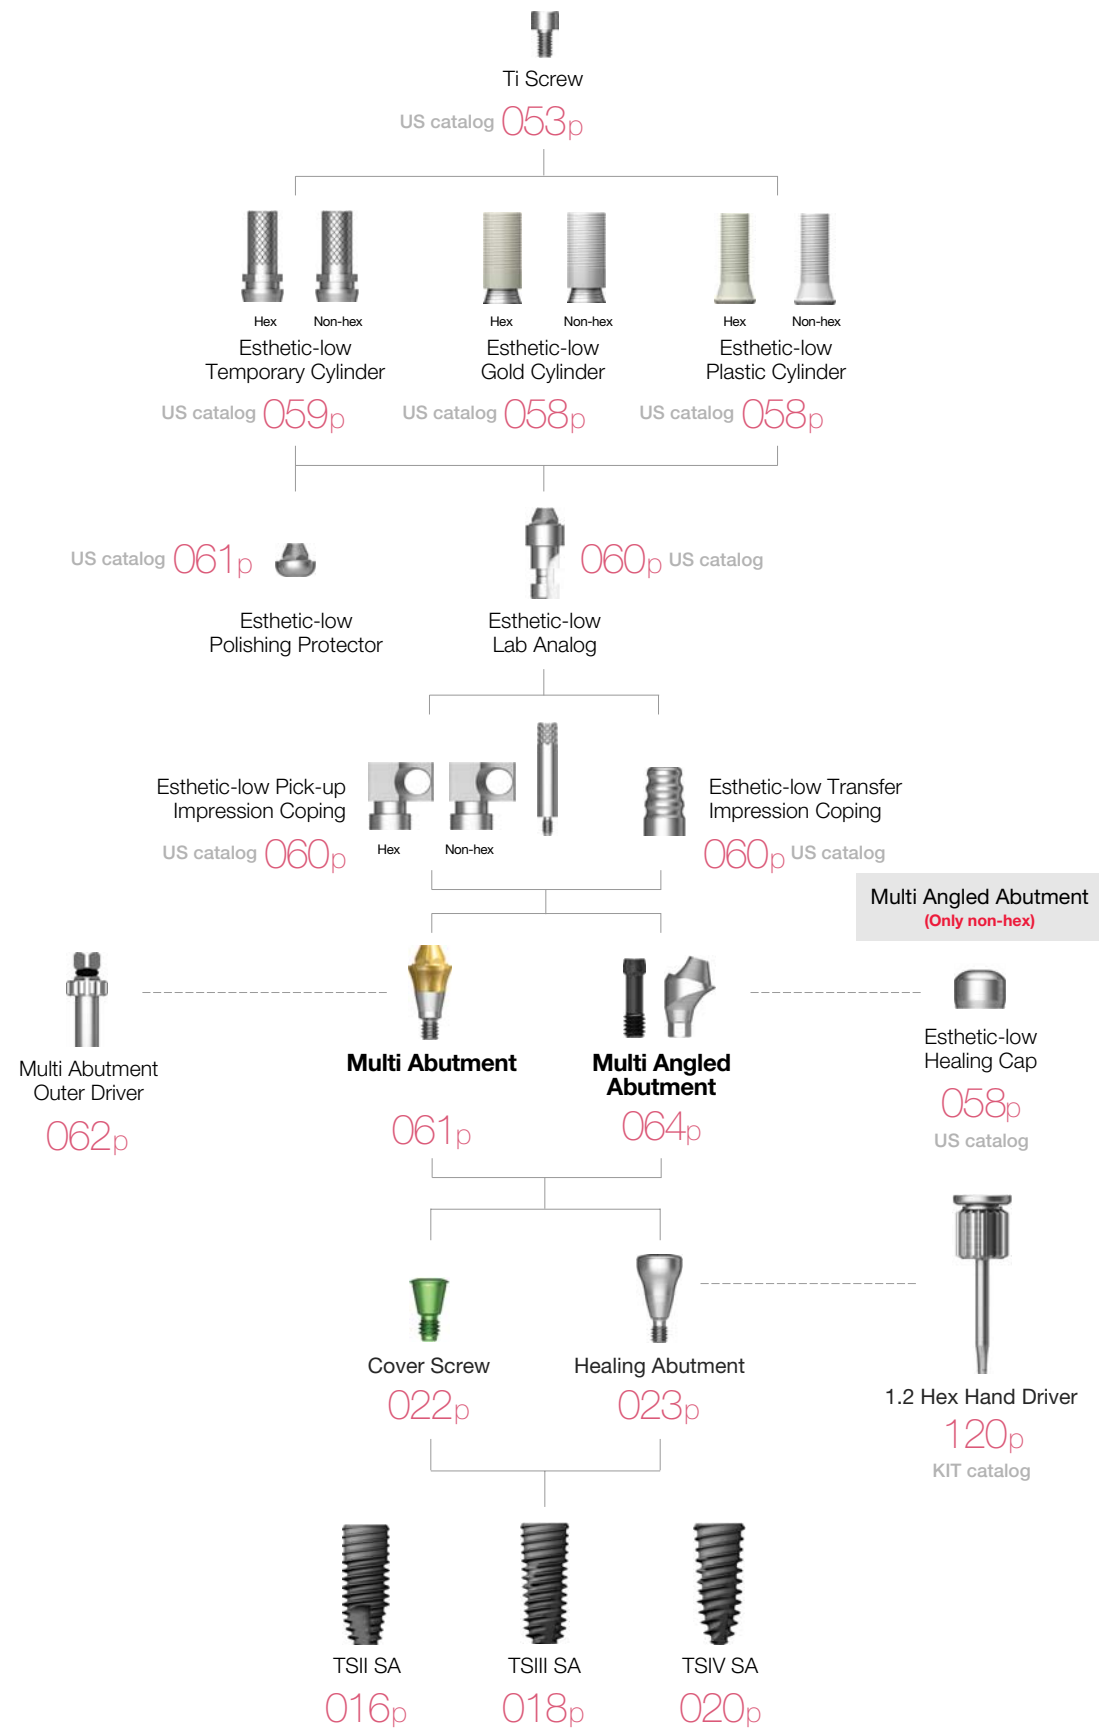 Ti Screw
US catalog 053p
Hex Non-hex
Esthetic-low
Temporary Cylinder
US catalog 059p
Hex Non-hex
Esthetic-low
Gold Cylinder
US catalog 058p
Hex Non-hex
Esthetic-low
Plastic Cylinder
US catalog 058p
US catalog 061p
Esthetic-low
Polishing Protector
060p US catalog
Esthetic-low
Lab Analog
Esthetic-low Pick-up
Impression Coping
US catalog 060p
Hex Non-hex
Esthetic-low Transfer
Impression Coping
060p US catalog
Multi Angled Abutment
(Only non-hex)
Multi Abutment
Outer Driver
062p
Multi Abutment
061p
Multi Angled
Abutment
064p
Esthetic-low
Healing Cap
058p
US catalog
Cover Screw
022p
Healing Abutment
023p
1.2 Hex Hand Driver
120p
KIT catalog
TSII SA
016p
TSIII SA
018p
TSIV SA
020p